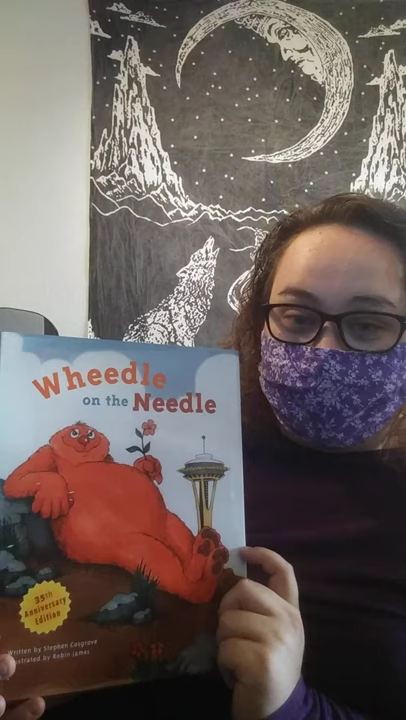 Wheedle
on the Needle
35th
Anniversary
Edition
Written by Stephen Cosgrove
Illustrated by Robin James